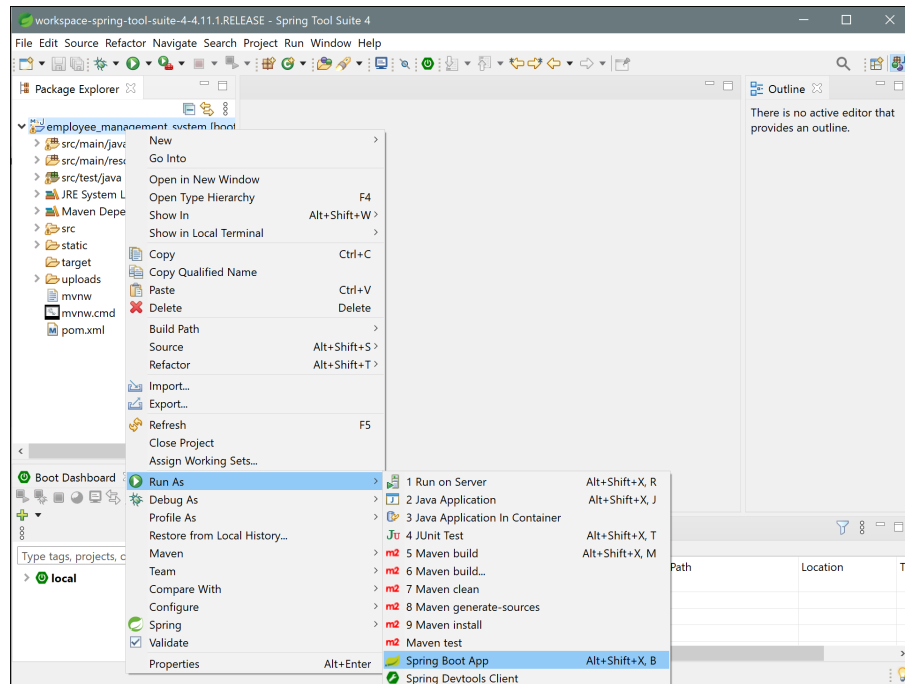 workspace-spring-tool-suite-4-4.11.1.RELEASE - Spring Tool Suite 4
File Edit Source Refactor Navigate Search Project Run Window Help
Package Explorer
Outline
There is no active editor that
provides an outline.
employee_management_system [boot
src/main/java
src/main/reso
src/test/java
JRE System L
Maven Depe
src
static
target
uploads
mvnw
mvnw.cmd
pom.xml
New
Go Into
Open in New Window
Open Type Hierarchy F4
Show In Alt+Shift+W
Show in Local Terminal
Copy Ctrl+C
Copy Qualified Name
Paste Ctrl+V
Delete Delete
Build Path
Source Alt+Shift+S
Refactor Alt+Shift+T
Import...
Export...
Refresh F5
Close Project
Assign Working Sets...
Run As
Debug As
Profile As
Restore from Local History...
Maven
Team
Compare With
Configure
Spring
Validate
Properties Alt+Enter
1 Run on Server Alt+Shift+X, R
2 Java Application Alt+Shift+X, J
3 Java Application In Container
Ju 4 JUnit Test Alt+Shift+X, T
m2 5 Maven build Alt+Shift+X, M
m2 6 Maven build...
m2 7 Maven clean
m2 8 Maven generate-sources
m2 9 Maven install
m2 Maven test
Spring Boot App Alt+Shift+X, B
Spring Devtools Client
Boot Dashboard
Type tags, projects, c
local
Path Location T